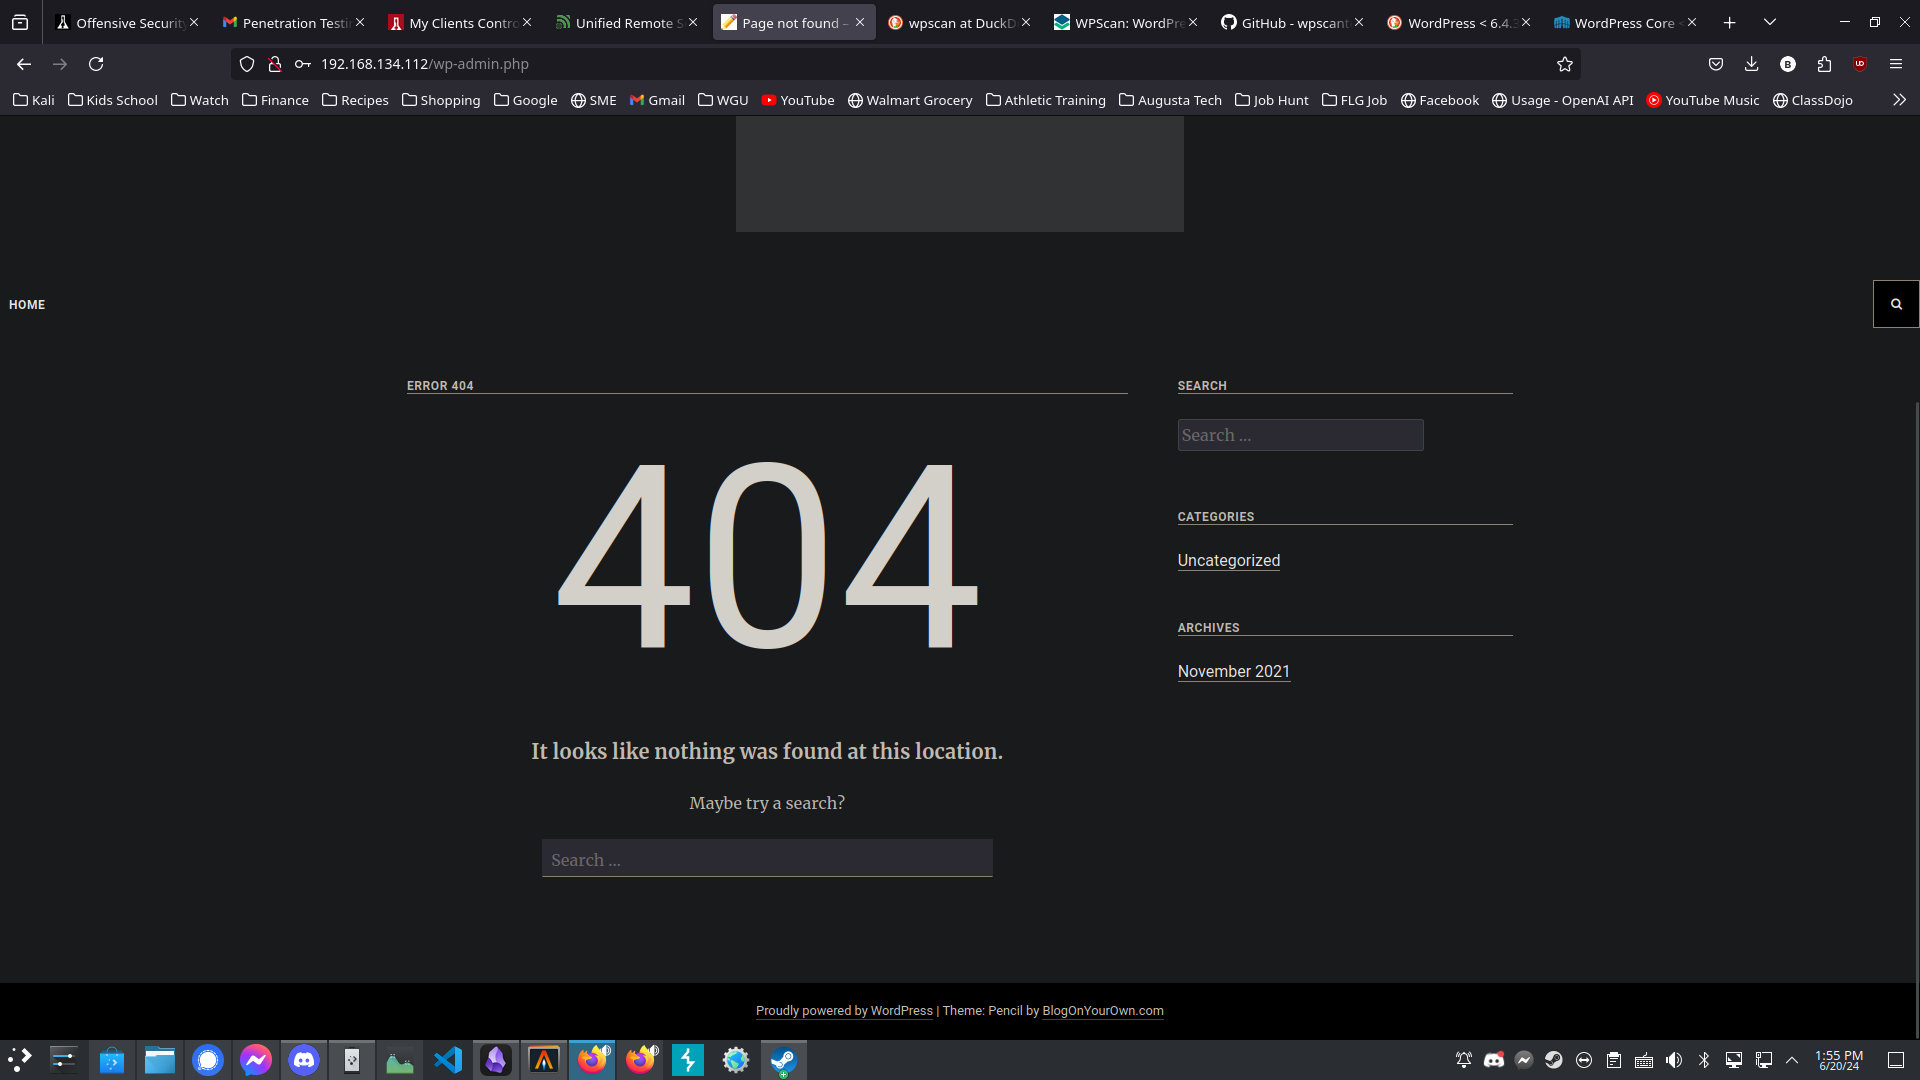 Offensive Security
Penetration Testi
My Clients Contro
Unified Remote S
Page not found –
wpscan at DuckD
WPScan: WordPre
GitHub - wpscant
WordPress < 6.4.3
WordPress Core <
192.168.134.112/wp-admin.php
Kali
Kids School
Watch
Finance
Recipes
Shopping
Google
SME
Gmail
WGU
YouTube
Walmart Grocery
Athletic Training
Augusta Tech
Job Hunt
FLG Job
Facebook
Usage - OpenAI API
YouTube Music
ClassDojo
HOME
ERROR 404
404
It looks like nothing was found at this location.
Maybe try a search?
Search ...
SEARCH
Search ...
CATEGORIES
Uncategorized
ARCHIVES
November 2021
Proudly powered by WordPress | Theme: Pencil by BlogOnYourOwn.com
1:55 PM
6/20/24